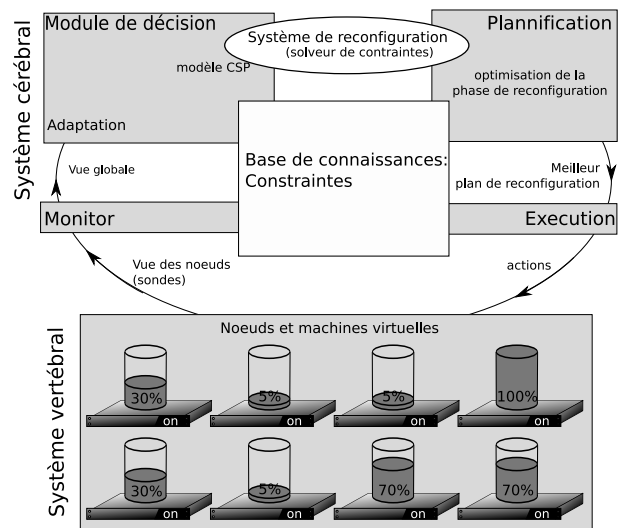 Système cérébral
Module de décision
modèle CSP
Adaptation
Système de reconfiguration
(solveur de contraintes)
Plannification
optimisation de la
phase de reconfiguration
Vue globale
Base de connaissances:
Constraintes
Meilleur
plan de reconfiguration
Monitor
Execution
Vue des noeuds
(sondes)
actions
Système vertébral
Noeuds et machines virtuelles
30%
on
5%
on
5%
on
100%
on
30%
on
5%
on
70%
on
70%
on